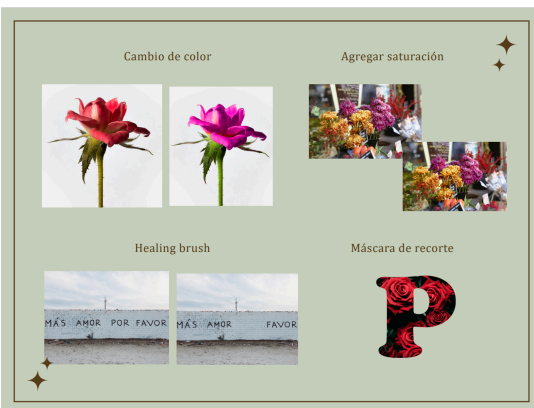 Cambio de color
Agregar saturación
Healing brush
Máscara de recorte
MÁS AMOR POR FAVOR
MÁS AMOR FAVOR
P